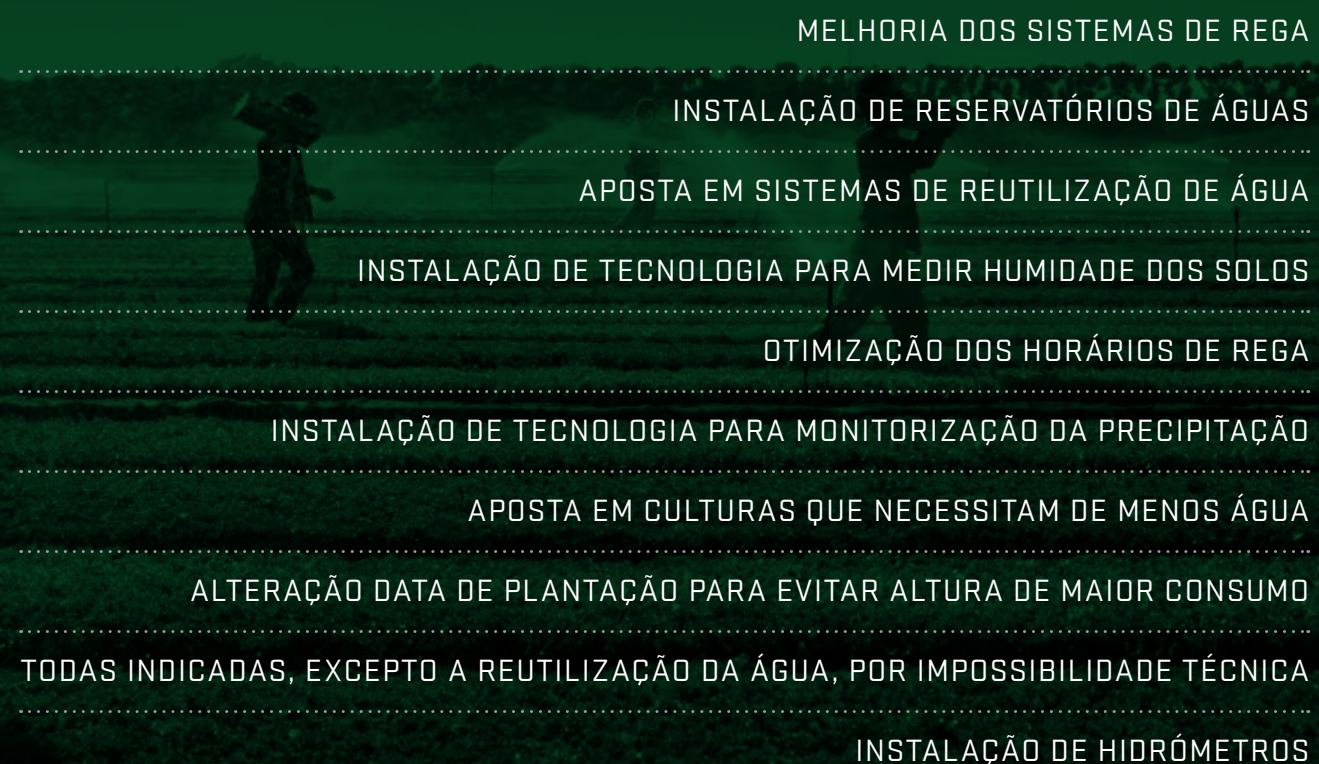 MELHORIA DOS SISTEMAS DE REGA
INSTALAÇÃO DE RESERVATÓRIOS DE ÁGUAS
APOSTA EM SISTEMAS DE REUTILIZAÇÃO DE ÁGUA
INSTALAÇÃO DE TECNOLOGIA PARA MEDIR HUMIDADE DOS SOLOS
OTIMIZAÇÃO DOS HORÁRIOS DE REGA
INSTALAÇÃO DE TECNOLOGIA PARA MONITORIZAÇÃO DA PRECIPITAÇÃO
APOSTA EM CULTURAS QUE NECESSITAM DE MENOS ÁGUA
ALTERAÇÃO DATA DE PLANTAÇÃO PARA EVITAR ALTURA DE MAIOR CONSUMO
TODAS INDICADAS, EXCEPTO A REUTILIZAÇÃO DA ÁGUA, POR IMPOSSIBILIDADE TÉCNICA
INSTALAÇÃO DE HIDRÓMETROS